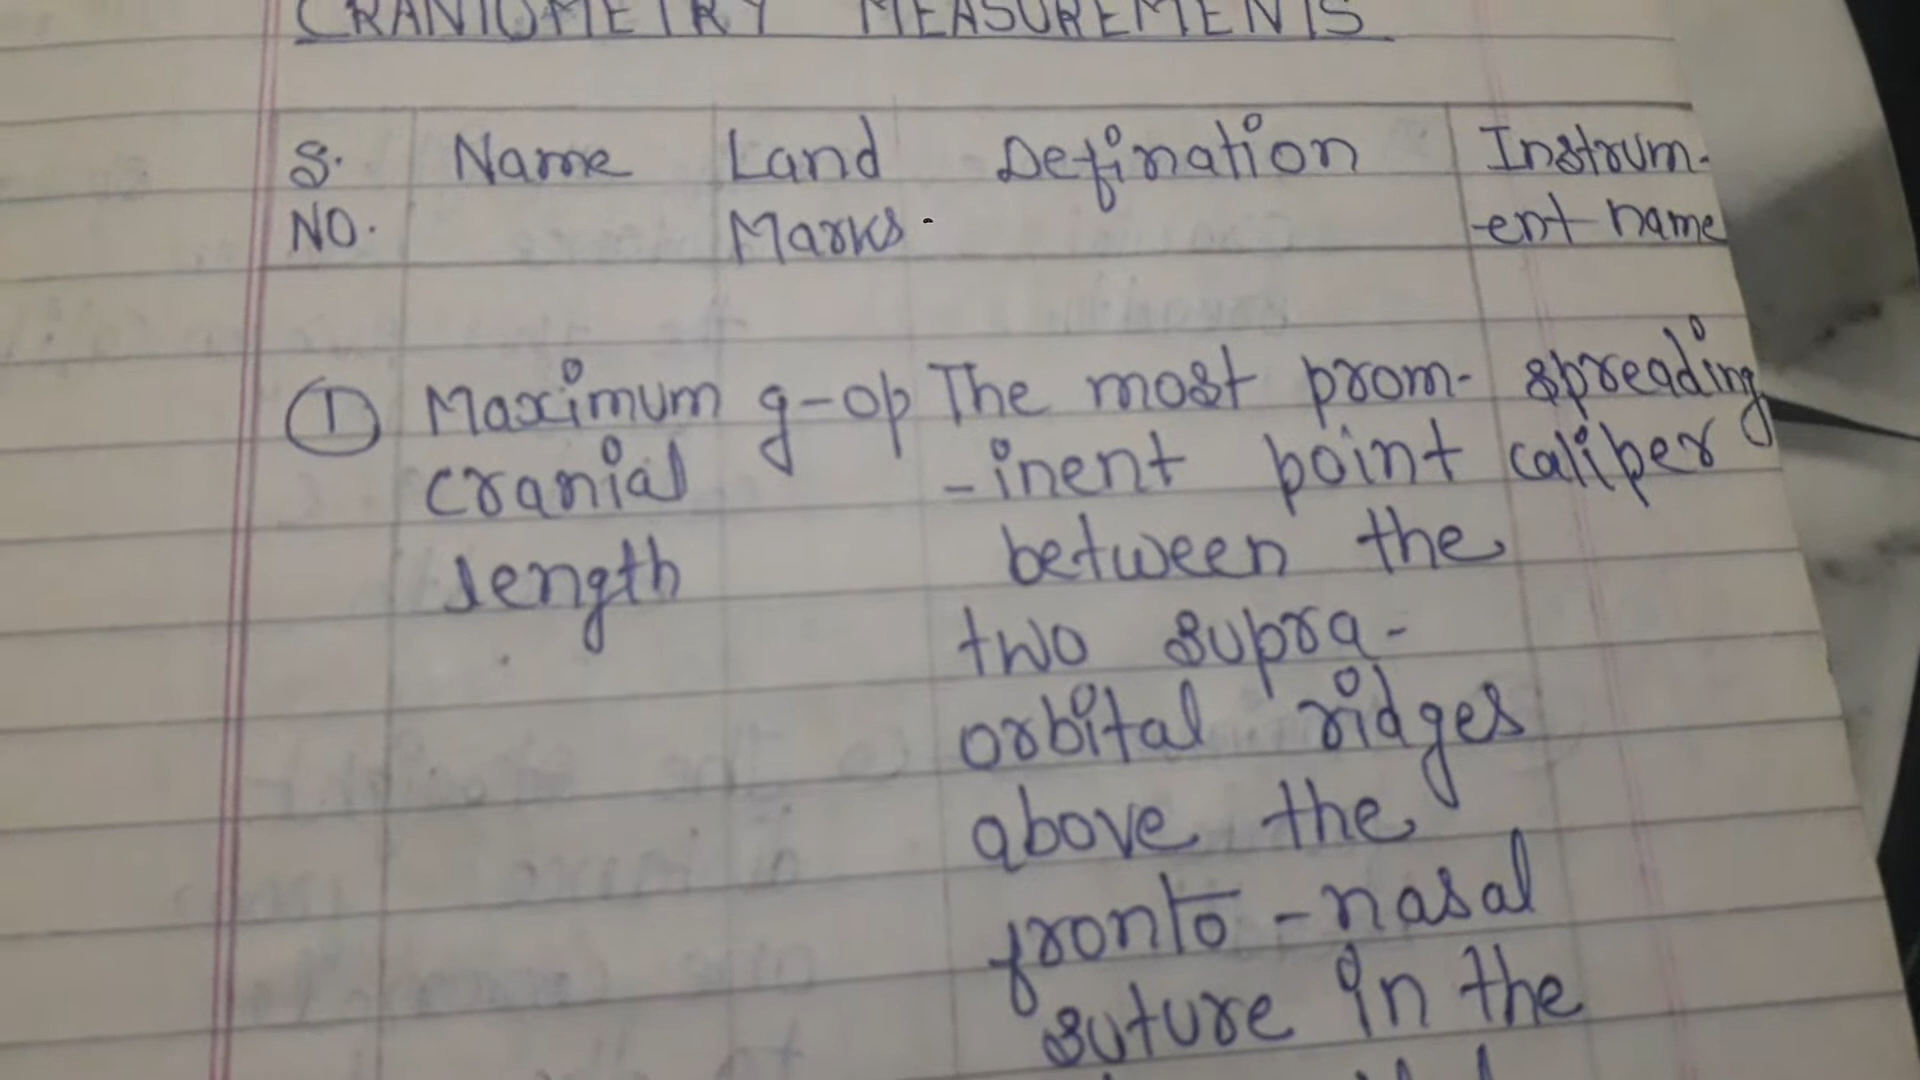 CRANIOMETRY MEASUREMENTS
S. Name Land Defination Instrum-
NO. Marks. -ent name
① Maximum g-op The most prom- spreading
cranial -inent point caliper
length between the
two supra-
orbital ridges
above the
fronto-nasal
suture in the